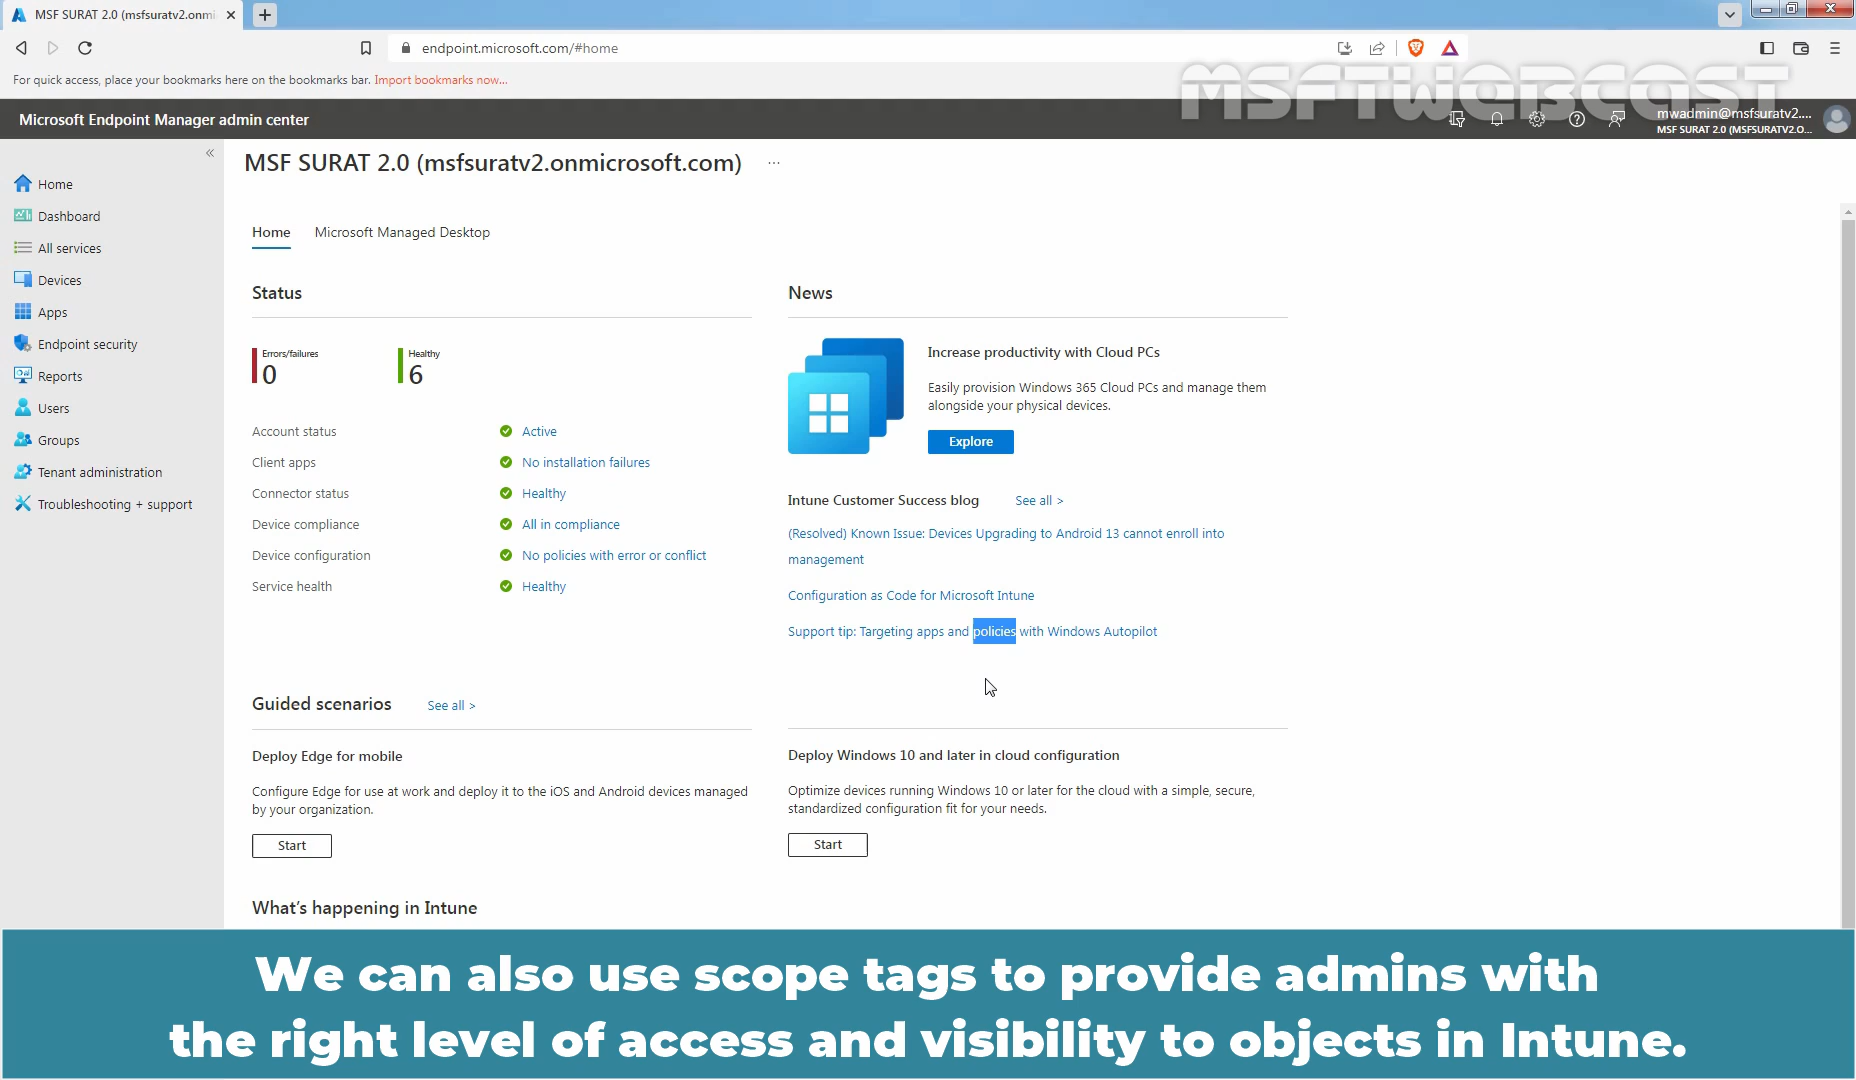 MSF SURAT 2.0 (msfsuratv2.onmi
endpoint.microsoft.com/#home
For quick access, place your bookmarks here on the bookmarks bar. Import bookmarks now...
MSFTWEBCAST
Microsoft Endpoint Manager admin center
mwadmin@msfsuratv2....
MSF SURAT 2.0 (MSFSURATV2.O...
MSF SURAT 2.0 (msfsuratv2.onmicrosoft.com) ...
Home
Dashboard
All services
Devices
Apps
Endpoint security
Reports
Users
Groups
Tenant administration
Troubleshooting + support
Home Microsoft Managed Desktop
Status
Errors/failures
0
Healthy
6
Account status Active
Client apps No installation failures
Connector status Healthy
Device compliance All in compliance
Device configuration No policies with error or conflict
Service health Healthy
News
Increase productivity with Cloud PCs
Easily provision Windows 365 Cloud PCs and manage them
alongside your physical devices.
Explore
Intune Customer Success blog See all >
(Resolved) Known Issue: Devices Upgrading to Android 13 cannot enroll into
management
Configuration as Code for Microsoft Intune
Support tip: Targeting apps and policies with Windows Autopilot
Guided scenarios See all >
Deploy Edge for mobile
Configure Edge for use at work and deploy it to the iOS and Android devices managed
by your organization.
Start
Deploy Windows 10 and later in cloud configuration
Optimize devices running Windows 10 or later for the cloud with a simple, secure,
standardized configuration fit for your needs.
Start
What's happening in Intune
We can also use scope tags to provide admins with
the right level of access and visibility to objects in Intune.